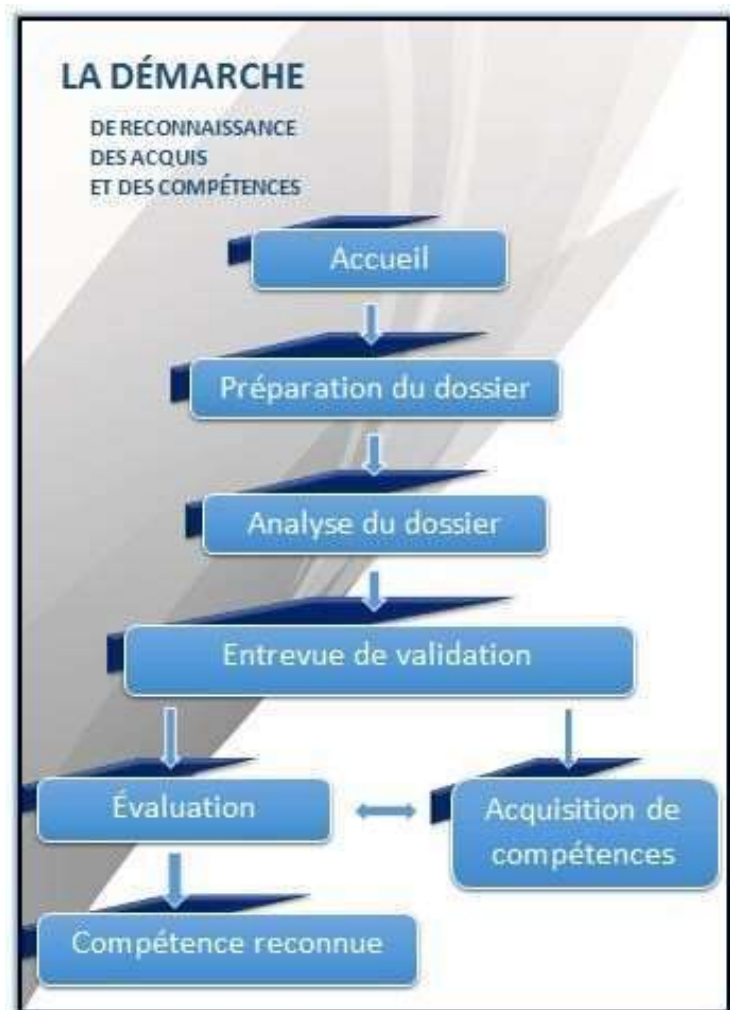 LA DÉMARCHE
DE RECONNAISSANCE
DES ACQUIS
ET DES COMPÉTENCES
Accueil
Préparation du dossier
Analyse du dossier
Entrevue de validation
Évaluation
Acquisition de
compétences
Compétence reconnue